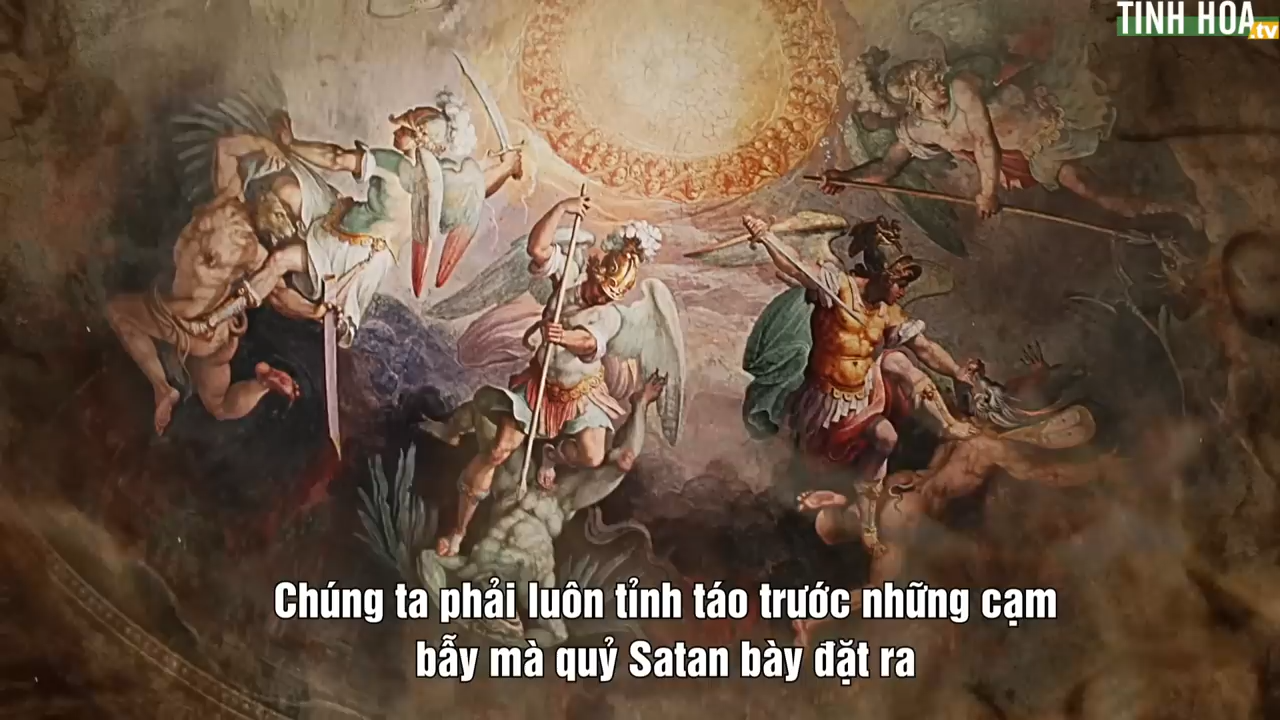 TINH HOA.tv
Chúng ta phải luôn tỉnh táo trước những cạm
bẫy mà quỷ Satan bày đặt ra